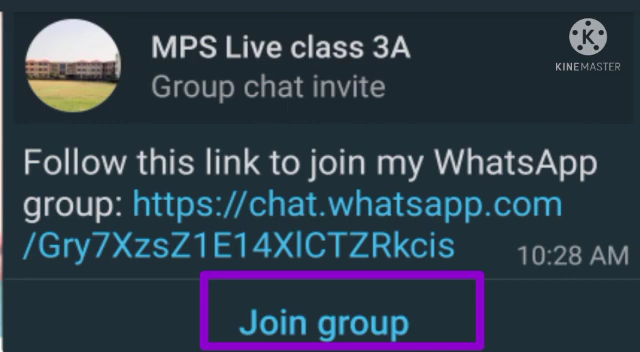 MPS Live class 3A
Group chat invite
K
KINEMASTER
Follow this link to join my WhatsApp
group: https://chat.whatsapp.com
/Gry7XzsZ1E14XlCTZRkcis
10:28 AM
Join group